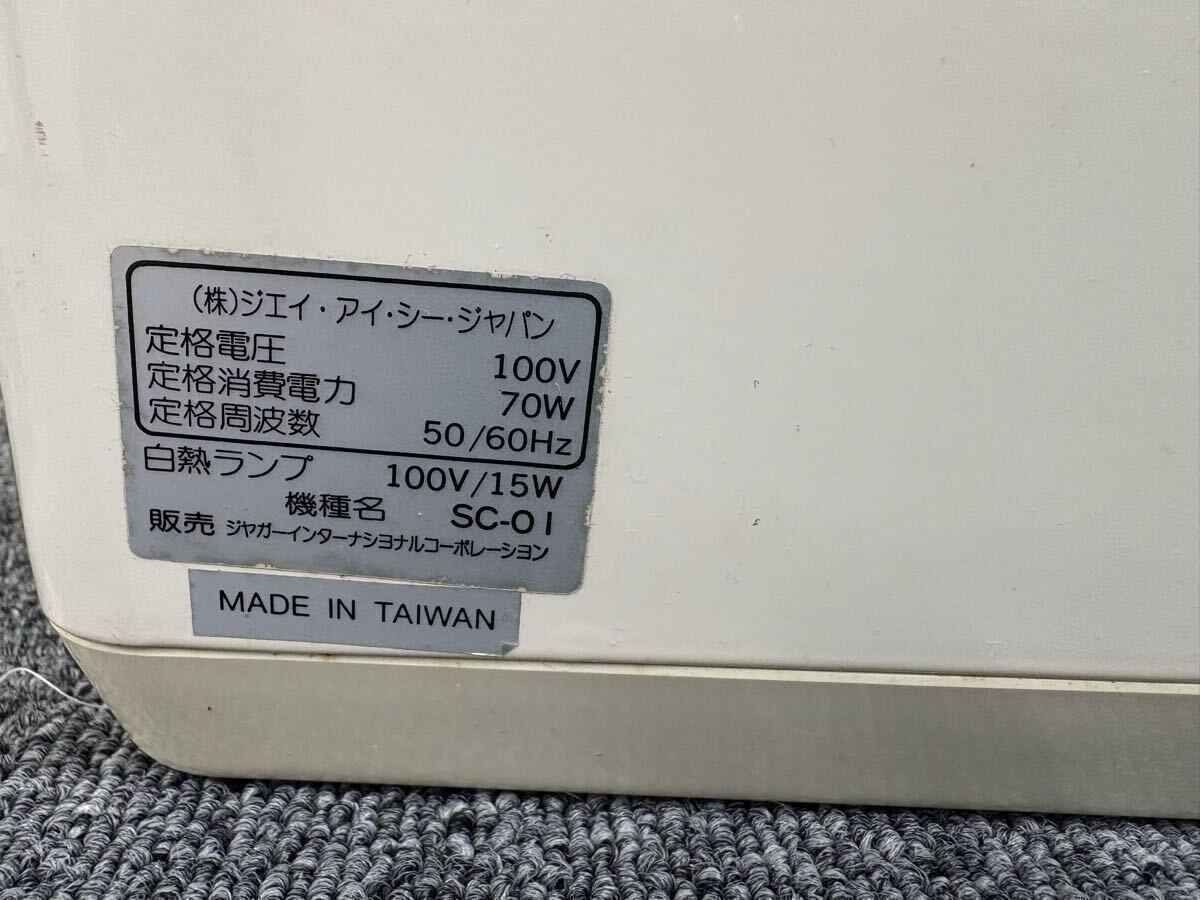 (株)ジエイ・アイ・シー・ジャパン
定格電圧 100V
定格消費電力 70W
定格周波数 50/60Hz
白熱ランプ 100V/15W
機種名 SC-01
販売 ジャガーインターナショナルコーポレーション
MADE IN TAIWAN